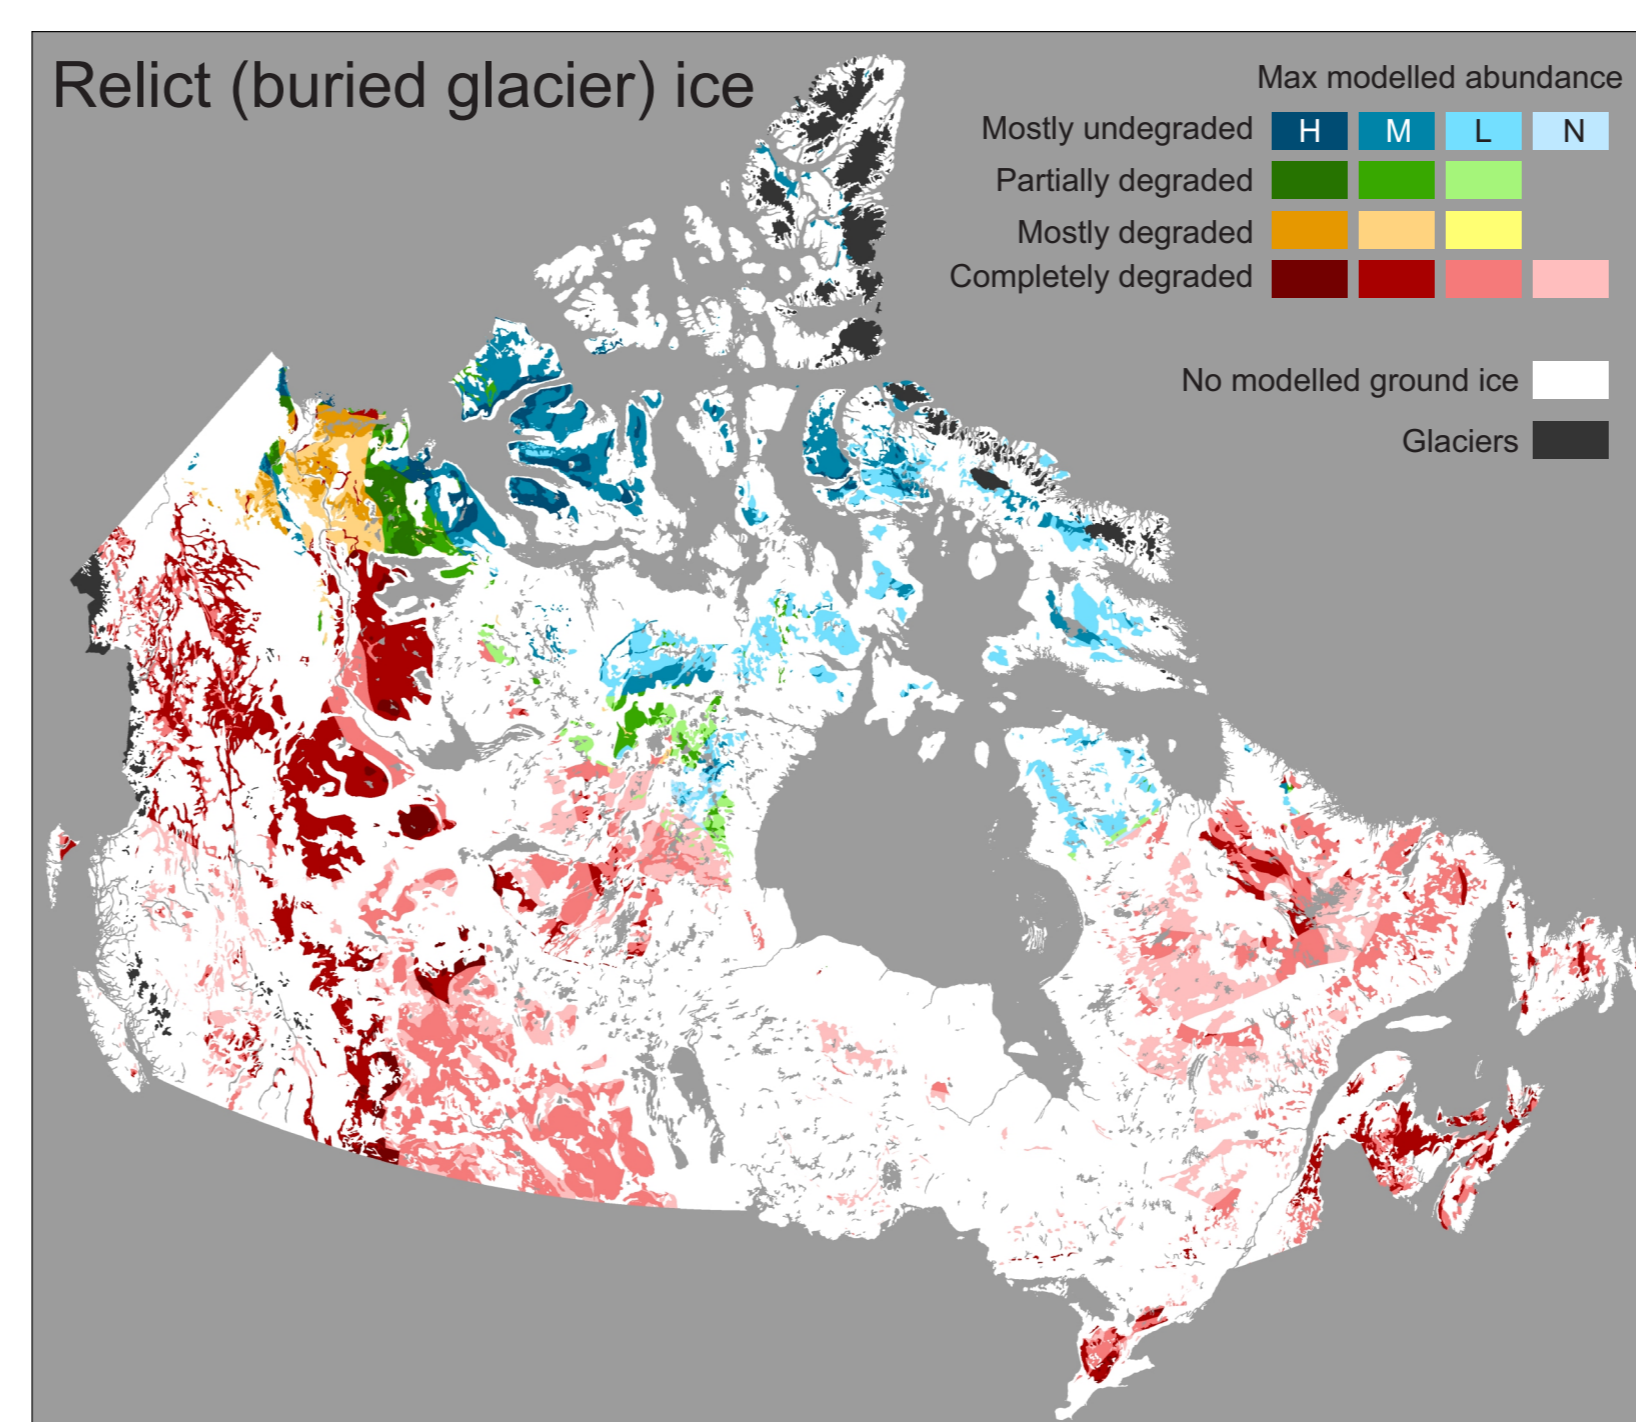 Relict (buried glacier) ice
Max modelled abundance
Mostly undegraded H M L N
Partially degraded
Mostly degraded
Completely degraded
No modelled ground ice
Glaciers